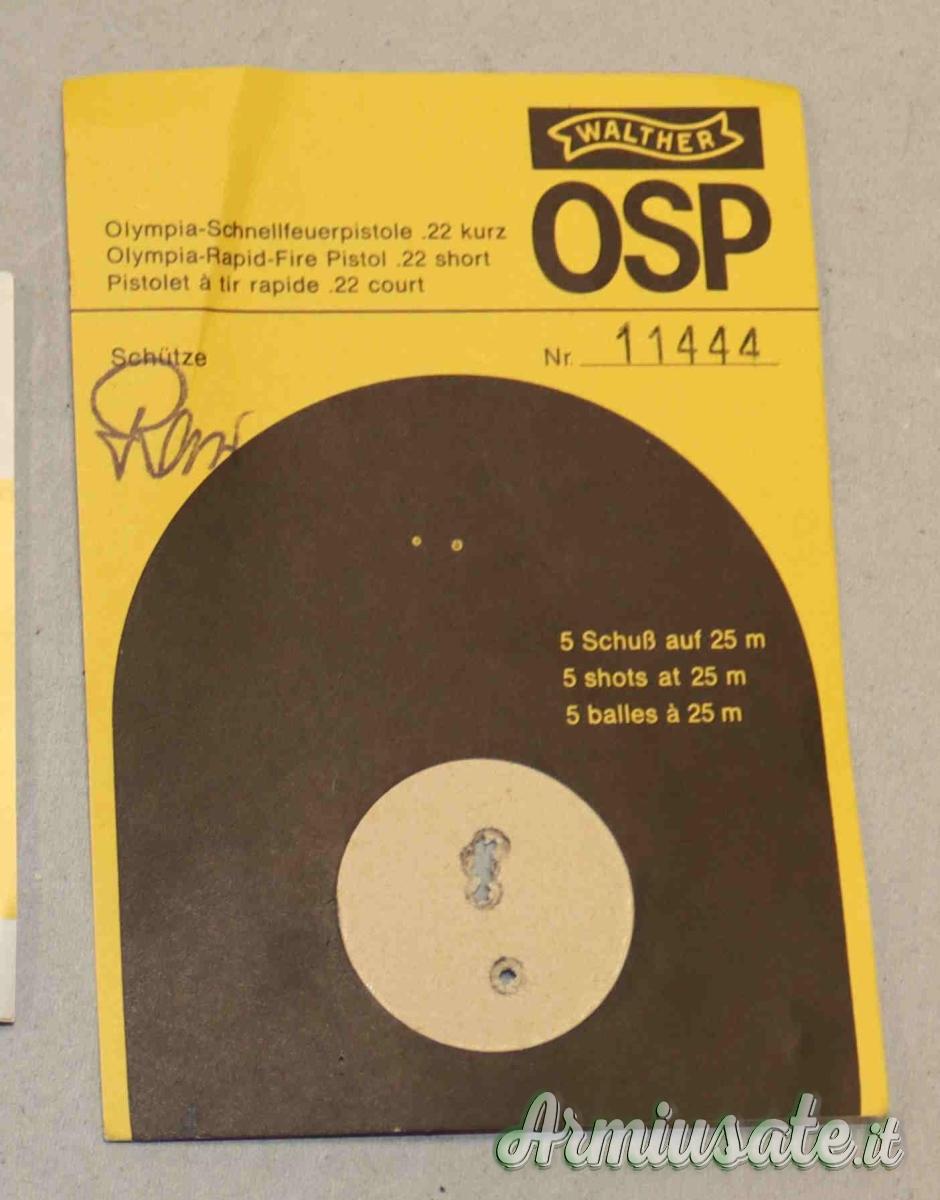 WALTHER
OSP
Olympia-Schnellfeuerpistole .22 kurz
Olympia-Rapid-Fire Pistol .22 short
Pistolet à tir rapide .22 court
Schütze
Nr. 11444
5 Schuß auf 25 m
5 shots at 25 m
5 balles à 25 m
Armiusate.it